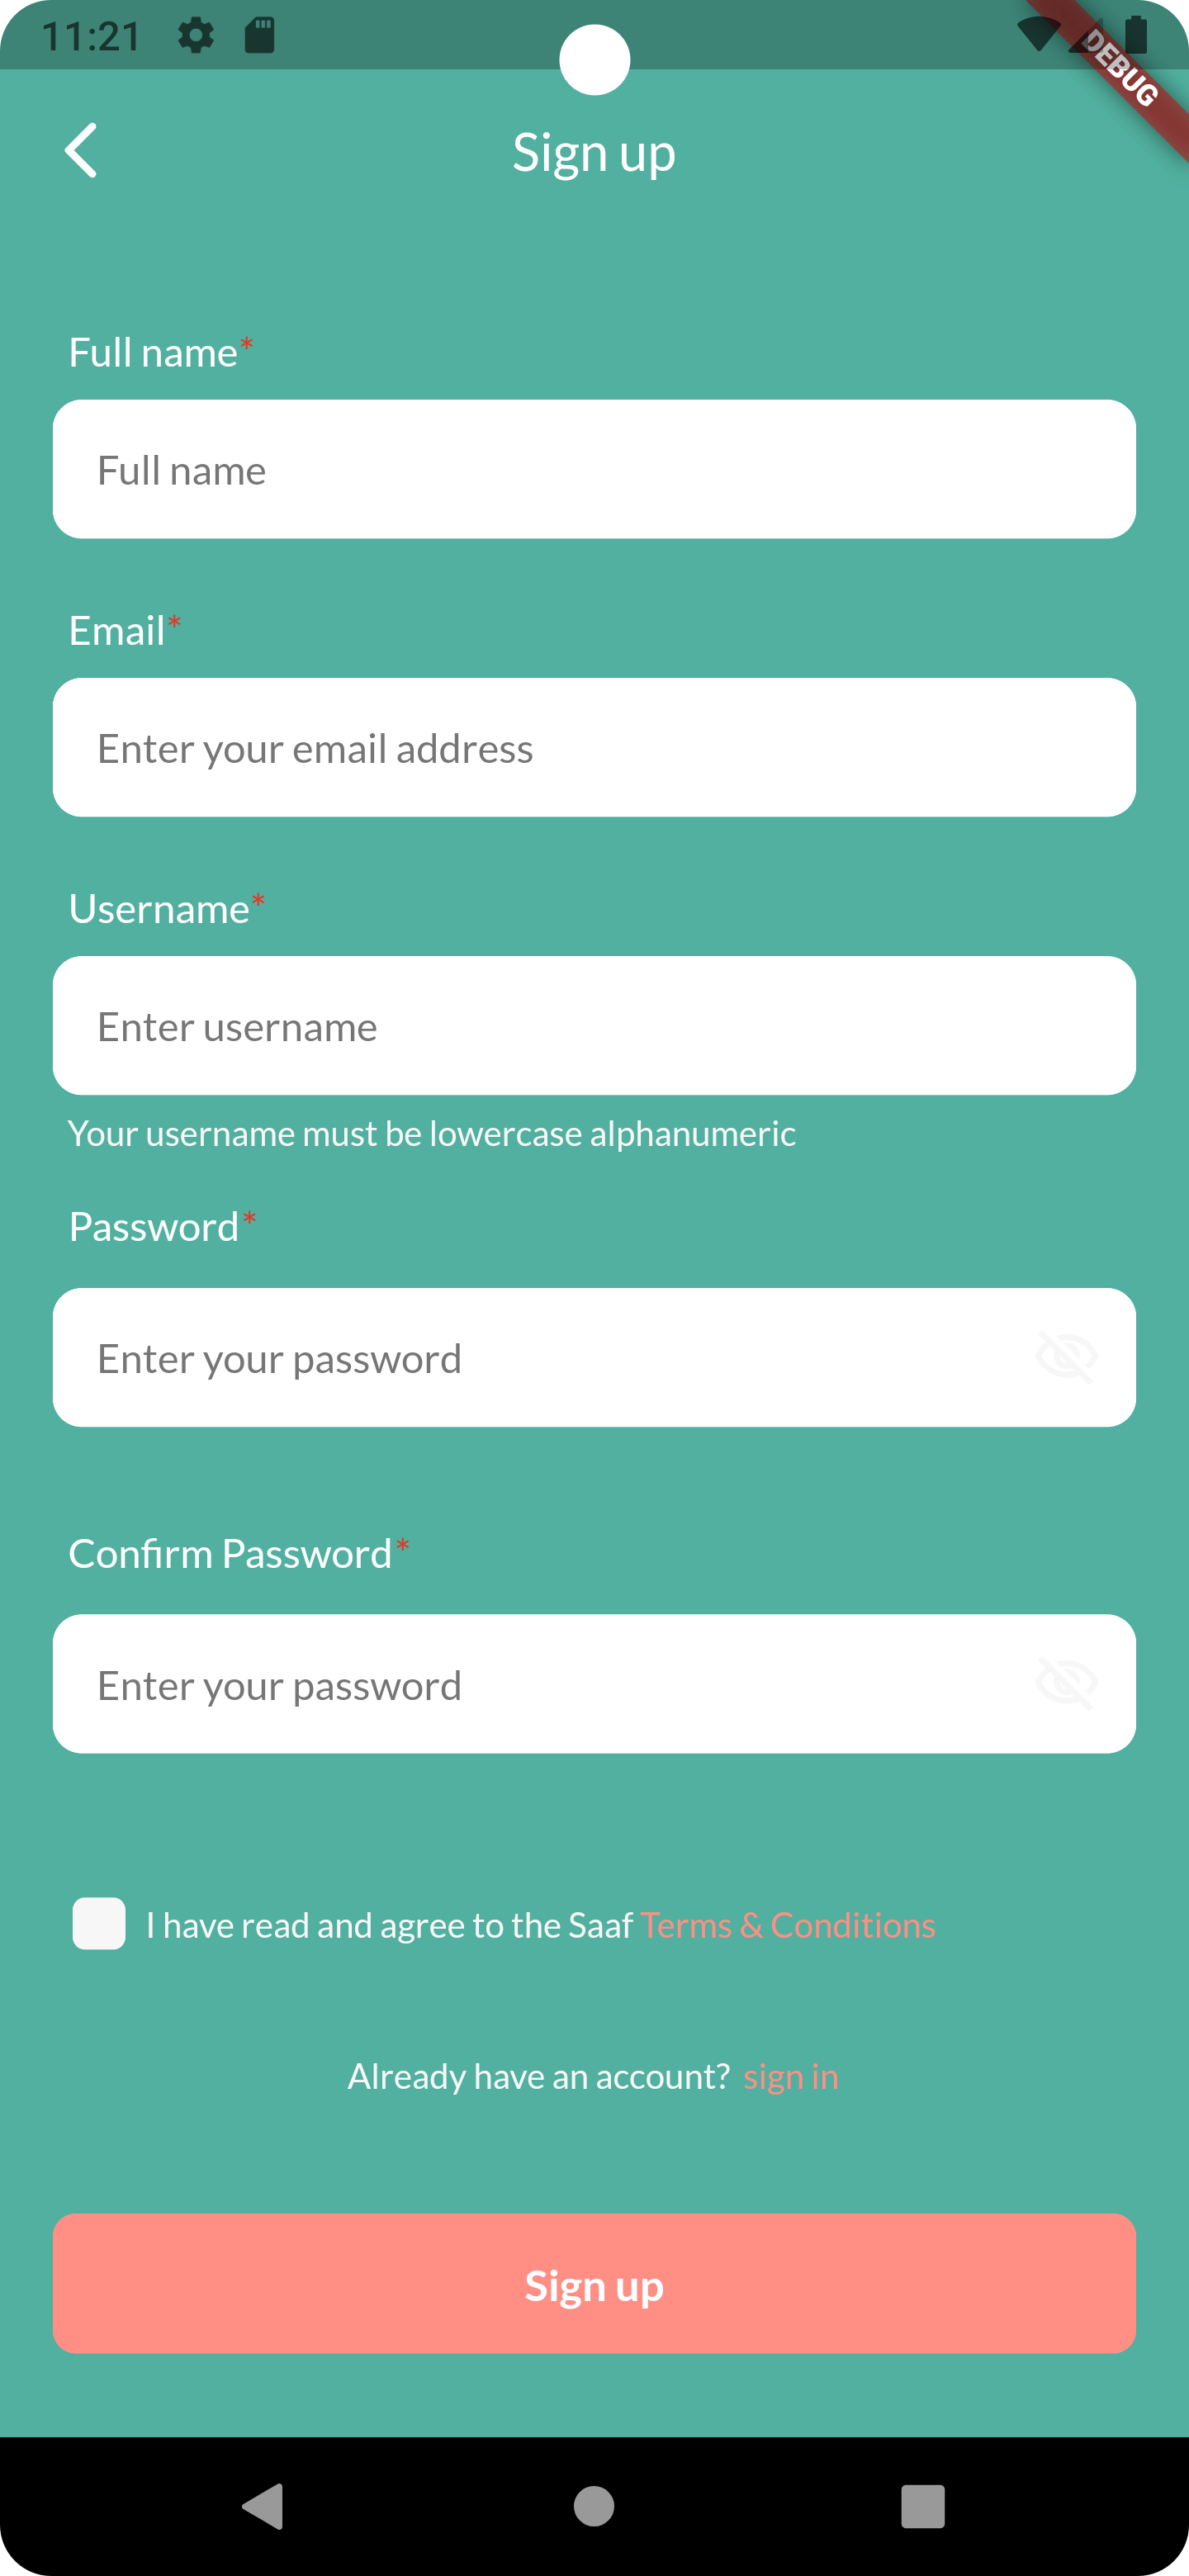 11:21
DEBUG
Sign up
Full name*
Full name
Email*
Enter your email address
Username*
Enter username
Your username must be lowercase alphanumeric
Password*
Enter your password
Confirm Password*
Enter your password
I have read and agree to the Saaf Terms & Conditions
Already have an account? sign in
Sign up